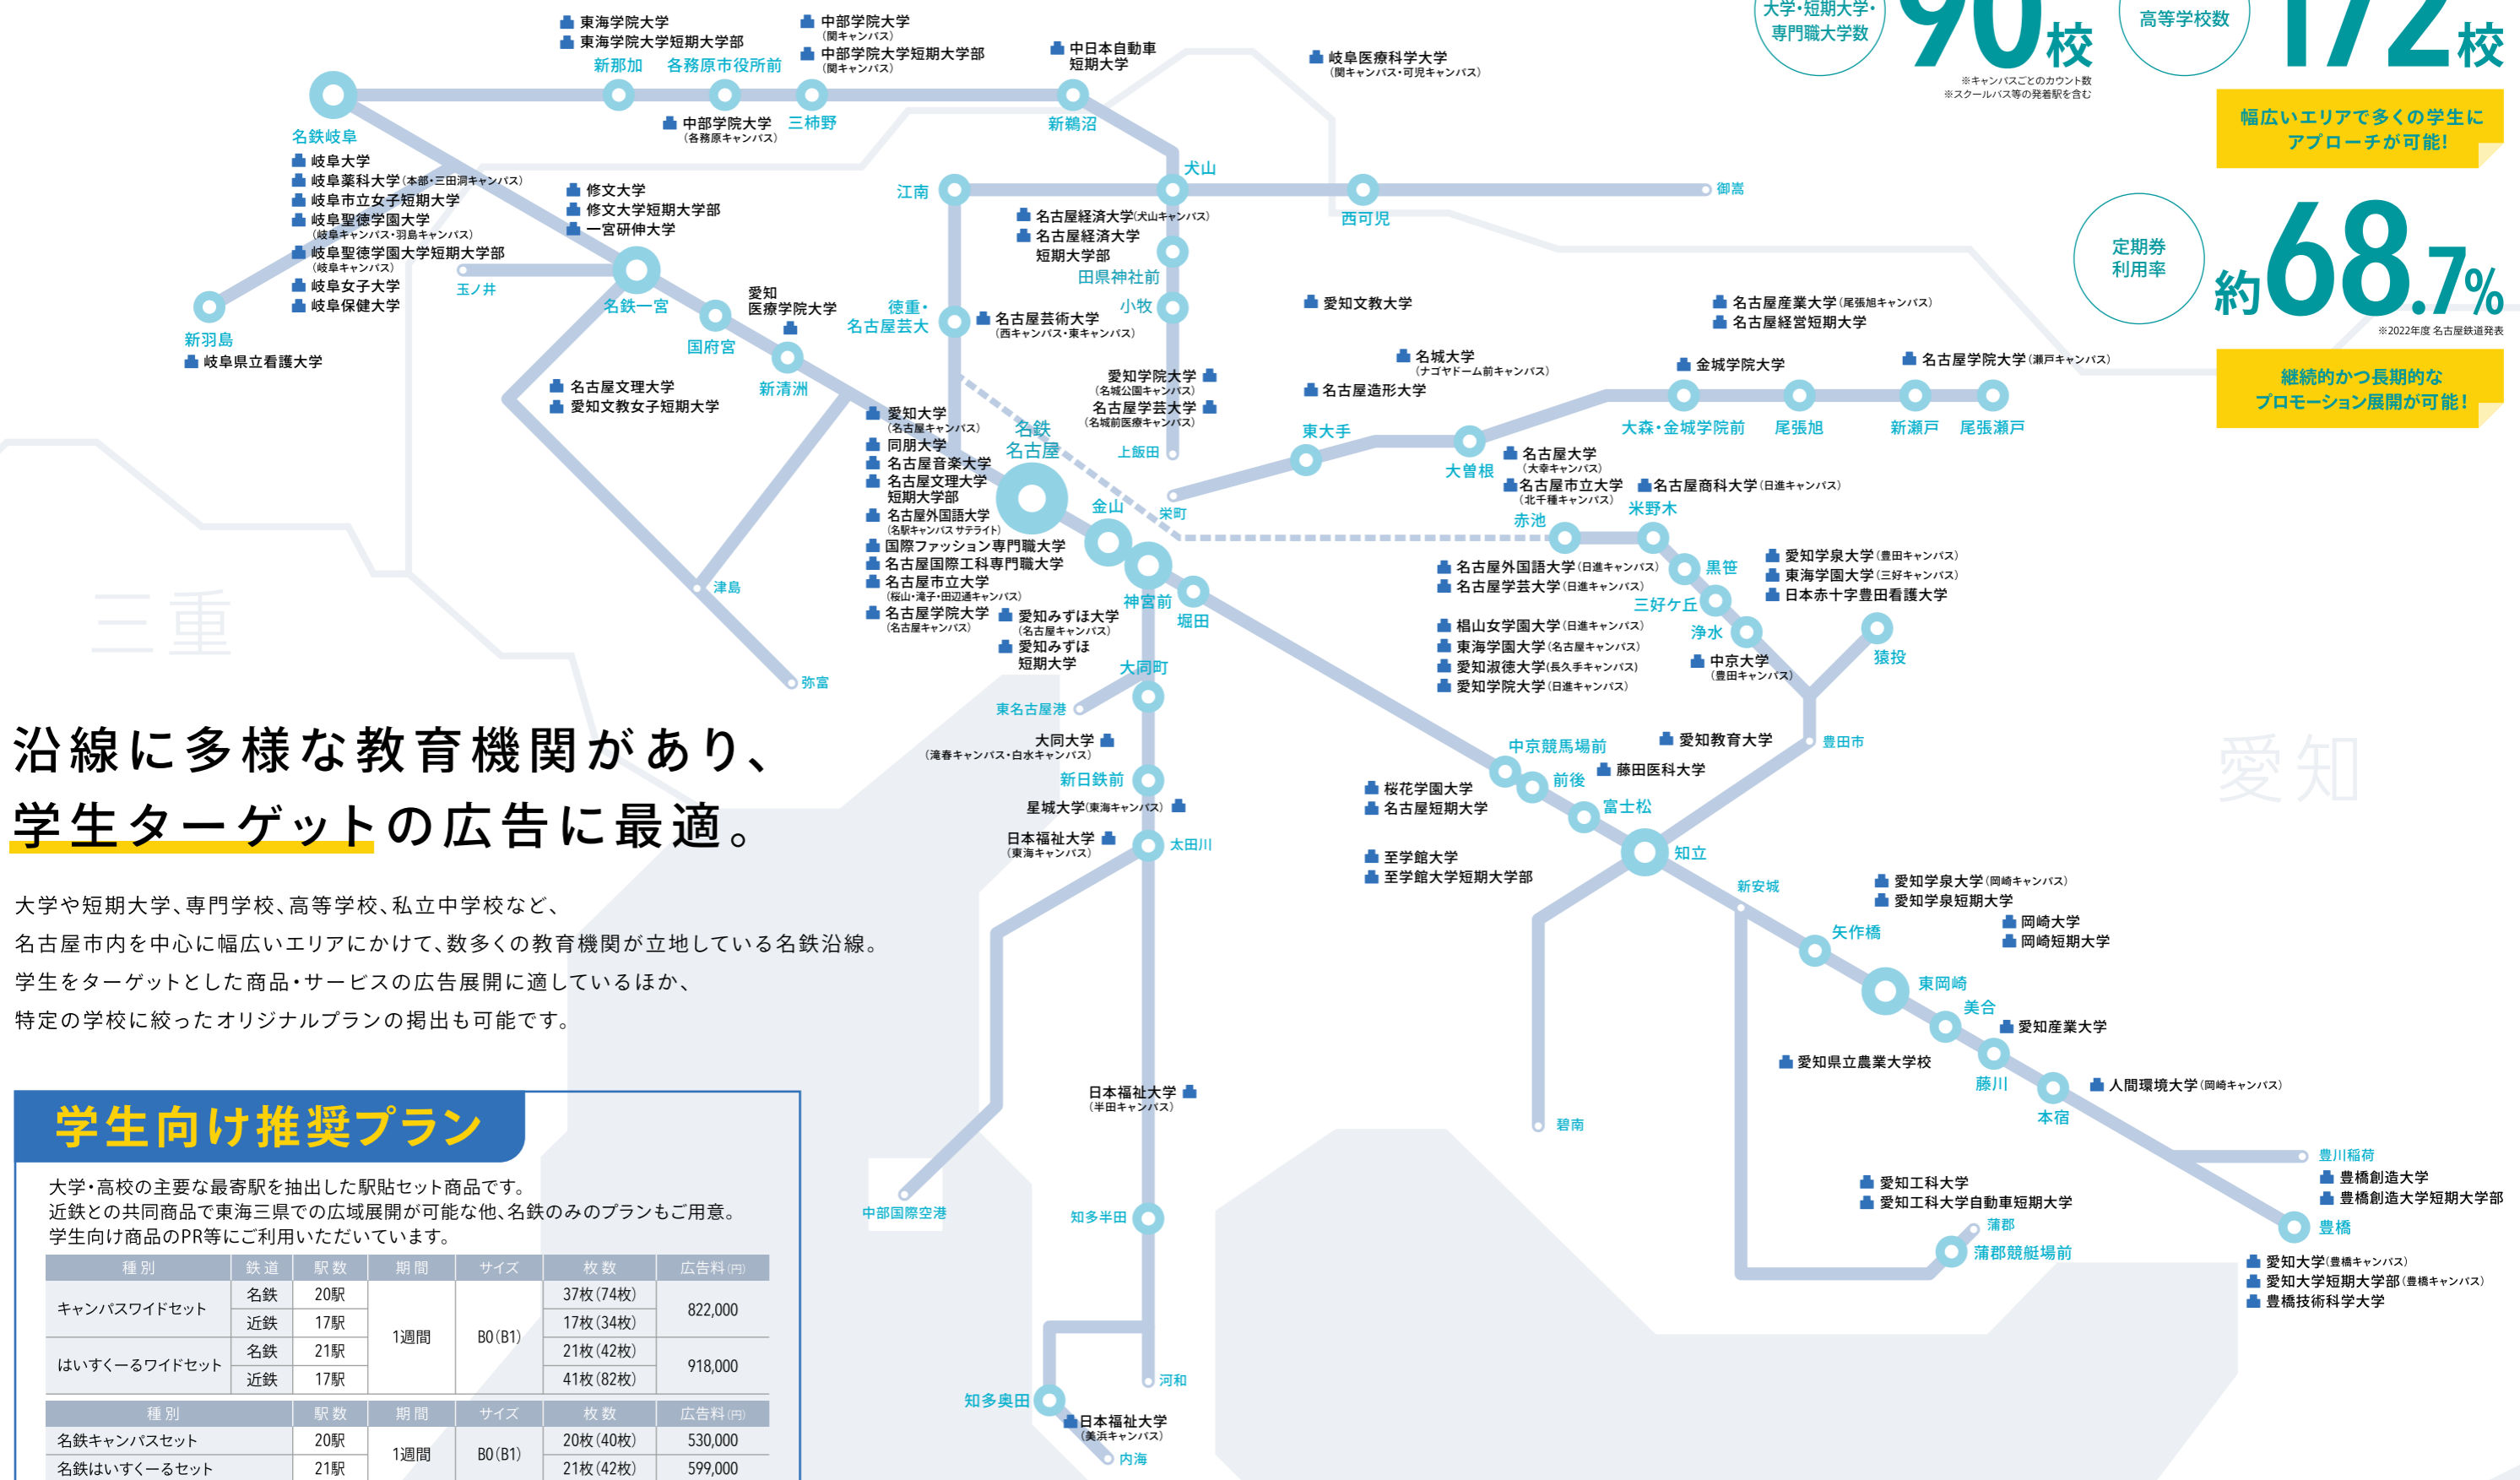 大学・短期大学・
専門職大学数
90校
※キャンパスごとのカウント数
※スクールバス等の発着駅を含む
高等学校数
172校
幅広いエリアで多くの学生に
アプローチが可能!
定期券
利用率
約68.7%
※2022年度 名古屋鉄道発表
継続的かつ長期的な
プロモーション展開が可能!
東海学院大学
東海学院大学短期大学部
新那加
各務原市役所前
中部学院大学
(関キャンパス)
中部学院大学短期大学部
(関キャンパス)
中日本自動車
短期大学
岐阜医療科学大学
(関キャンパス・可児キャンパス)
中部学院大学
(各務原キャンパス)
三柿野
新鵜沼
名鉄岐阜
岐阜大学
岐阜薬科大学(本部・三田洞キャンパス)
岐阜市立女子短期大学
岐阜聖徳学園大学
(岐阜キャンパス・羽島キャンパス)
岐阜聖徳学園大学短期大学部
(岐阜キャンパス)
岐阜女子大学
岐阜保健大学
新羽島
岐阜県立看護大学
修文大学
修文大学短期大学部
一宮研伸大学
玉ノ井
名鉄一宮
国府宮
愛知
医療学院大学
新清洲
名古屋文理大学
愛知文教女子短期大学
津島
弥富
江南
犬山
西可児
御嵩
名古屋経済大学(犬山キャンパス)
名古屋経済大学
短期大学部
田県神社前
小牧
徳重・
名古屋芸大
名古屋芸術大学
(西キャンパス・東キャンパス)
愛知文教大学
名古屋産業大学(尾張旭キャンパス)
名古屋経営短期大学
名城大学
(ナゴヤドーム前キャンパス)
名古屋造形大学
金城学院大学
名古屋学院大学(瀬戸キャンパス)
愛知学院大学
(名城公園キャンパス)
名古屋学芸大学
(名城前医療キャンパス)
上飯田
東大手
大曽根
大森・金城学院前
尾張旭
新瀬戸
尾張瀬戸
栄町
名古屋大学
(大幸キャンパス)
名古屋市立大学
(北千種キャンパス)
名古屋商科大学(日進キャンパス)
愛知大学
(名古屋キャンパス)
同朋大学
名古屋音楽大学
名古屋文理大学
短期大学部
名古屋外国語大学
(名駅キャンパス サテライト)
国際ファッション専門職大学
名古屋国際工科専門職大学
名古屋市立大学
(桜山・滝子・田辺通キャンパス)
名古屋学院大学
(名古屋キャンパス)
名鉄
名古屋
金山
神宮前
堀田
愛知みずほ大学
(名古屋キャンパス)
愛知みずほ
短期大学
赤池
米野木
黒笹
三好ケ丘
浄水
名古屋外国語大学(日進キャンパス)
名古屋学芸大学(日進キャンパス)
椙山女学園大学(日進キャンパス)
東海学園大学(名古屋キャンパス)
愛知淑徳大学(長久手キャンパス)
愛知学院大学(日進キャンパス)
愛知学泉大学(豊田キャンパス)
東海学園大学(三好キャンパス)
日本赤十字豊田看護大学
中京大学
(豊田キャンパス)
猿投
豊田市
大同町
東名古屋港
大同大学
(滝春キャンパス・白水キャンパス)
新日鉄前
星城大学(東海キャンパス)
日本福祉大学
(東海キャンパス)
太田川
中京競馬場前
前後
富士松
知立
愛知教育大学
藤田医科大学
桜花学園大学
名古屋短期大学
至学館大学
至学館大学短期大学部
新安城
愛知学泉大学(岡崎キャンパス)
愛知学泉短期大学
岡崎大学
岡崎短期大学
矢作橋
東岡崎
美合
愛知産業大学
愛知県立農業大学校
藤川
本宿
人間環境大学(岡崎キャンパス)
碧南
日本福祉大学
(半田キャンパス)
中部国際空港
知多半田
豊川稲荷
豊橋創造大学
豊橋創造大学短期大学部
豊橋
愛知大学(豊橋キャンパス)
愛知大学短期大学部(豊橋キャンパス)
豊橋技術科学大学
愛知工科大学
愛知工科大学自動車短期大学
蒲郡
蒲郡競艇場前
河和
知多奥田
日本福祉大学
(美浜キャンパス)
内海
三重
愛知
沿線に多様な教育機関があり、
学生ターゲットの広告に最適。
大学や短期大学、専門学校、高等学校、私立中学校など、
名古屋市内を中心に幅広いエリアにかけて、数多くの教育機関が立地している名鉄沿線。
学生をターゲットとした商品・サービスの広告展開に適しているほか、
特定の学校に絞ったオリジナルプランの掲出も可能です。
学生向け推奨プラン
大学・高校の主要な最寄駅を抽出した駅貼セット商品です。
近鉄との共同商品で東海三県での広域展開が可能な他、名鉄のみのプランもご用意。
学生向け商品のPR等にご利用いただいています。
種別 鉄道 駅数 期間 サイズ 枚数 広告料(円)
キャンパスワイドセット 名鉄 20駅 1週間 B0(B1) 37枚(74枚) 822,000
近鉄 17駅 17枚(34枚)
はいすくーるワイドセット 名鉄 21駅 21枚(42枚) 918,000
近鉄 17駅 41枚(82枚)
種別 駅数 期間 サイズ 枚数 広告料(円)
名鉄キャンパスセット 20駅 1週間 B0(B1) 20枚(40枚) 530,000
名鉄はいすくーるセット 21駅 21枚(42枚) 599,000